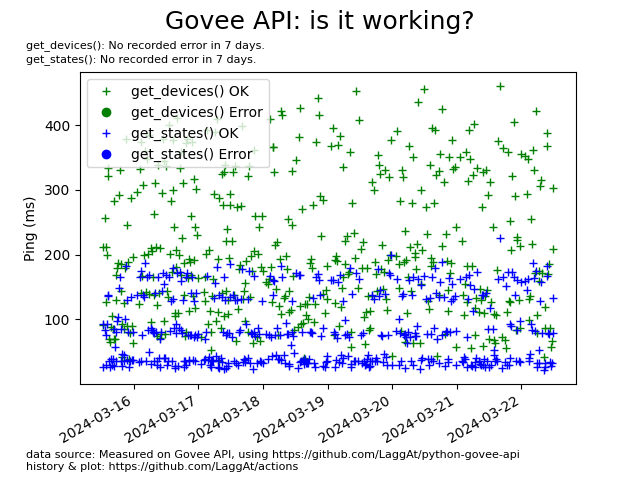 Govee API: is it working?
get_devices(): No recorded error in 7 days.
get_states(): No recorded error in 7 days.
get_devices() OK
get_devices() Error
get_states() OK
get_states() Error
400
300
200
100
Ping (ms)
2024-03-16
2024-03-17
2024-03-18
2024-03-19
2024-03-20
2024-03-21
2024-03-22
data source: Measured on Govee API, using https://github.com/LaggAt/python-govee-api
history & plot: https://github.com/LaggAt/actions